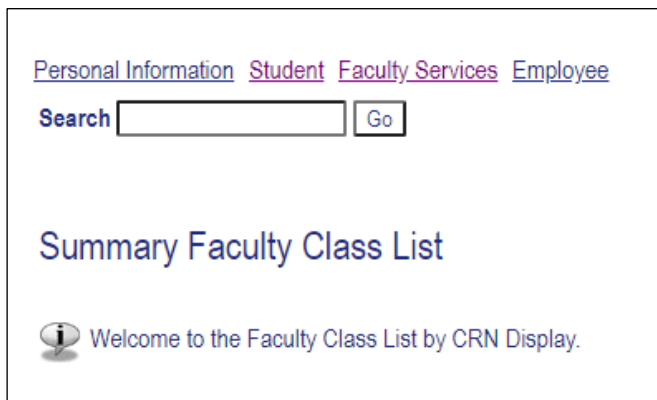 Personal Information Student Faculty Services Employee
Search Go
Summary Faculty Class List
Welcome to the Faculty Class List by CRN Display.